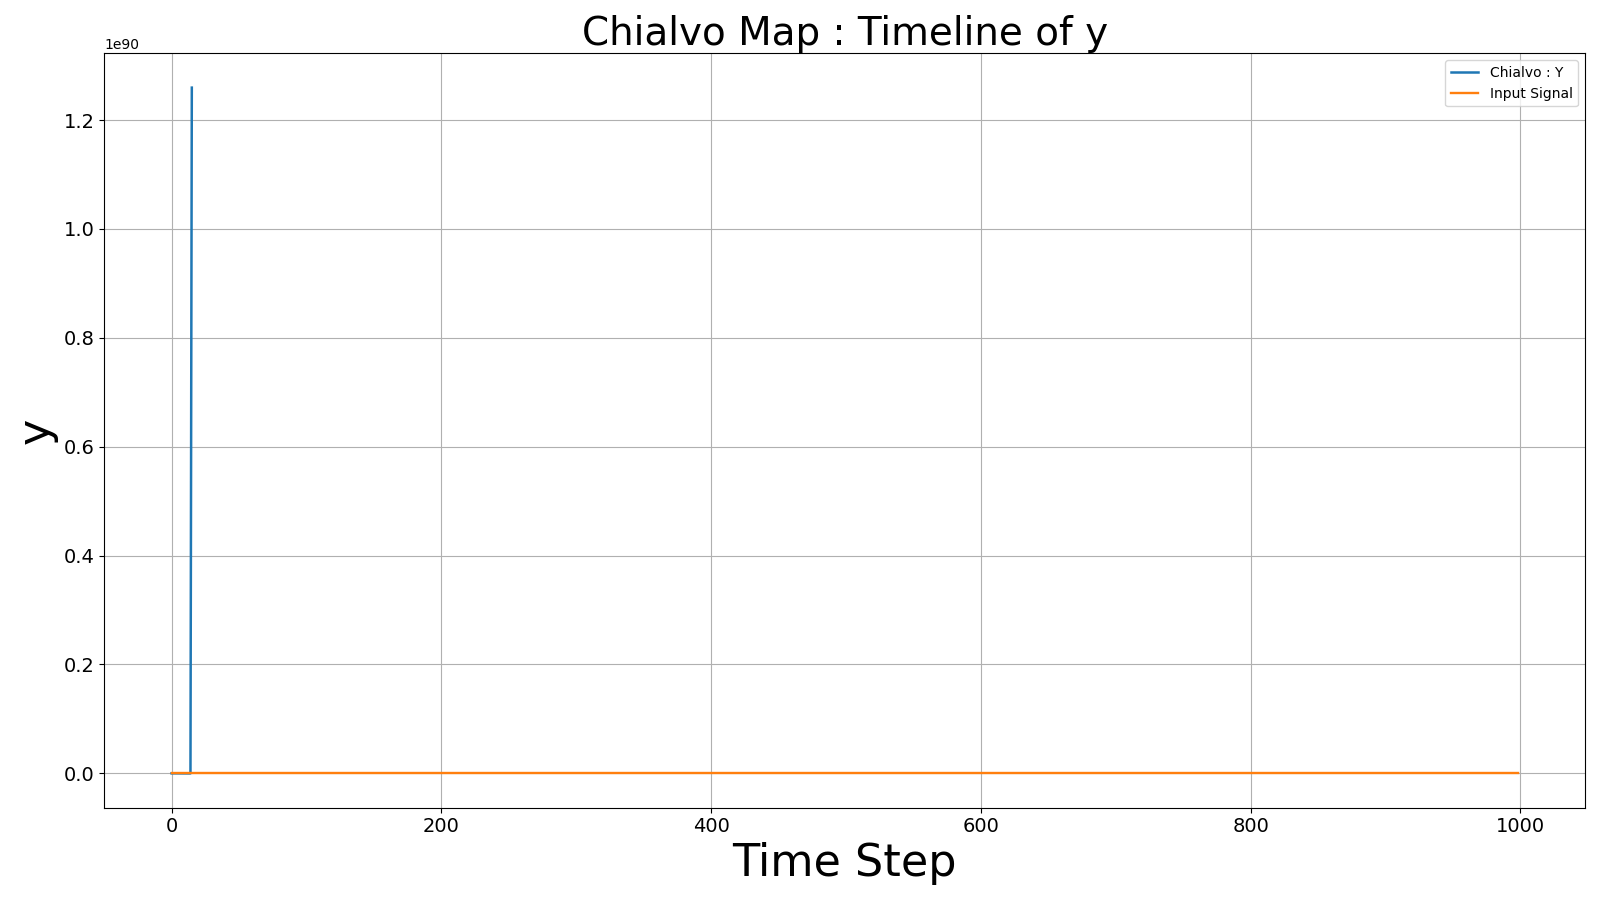 Chialvo Map : Timeline of y
1e90
Chialvo : Y
Input Signal
1.2
1.0
0.8
0.6
0.4
0.2
0.0
y
0 200 400 600 800 1000
Time Step